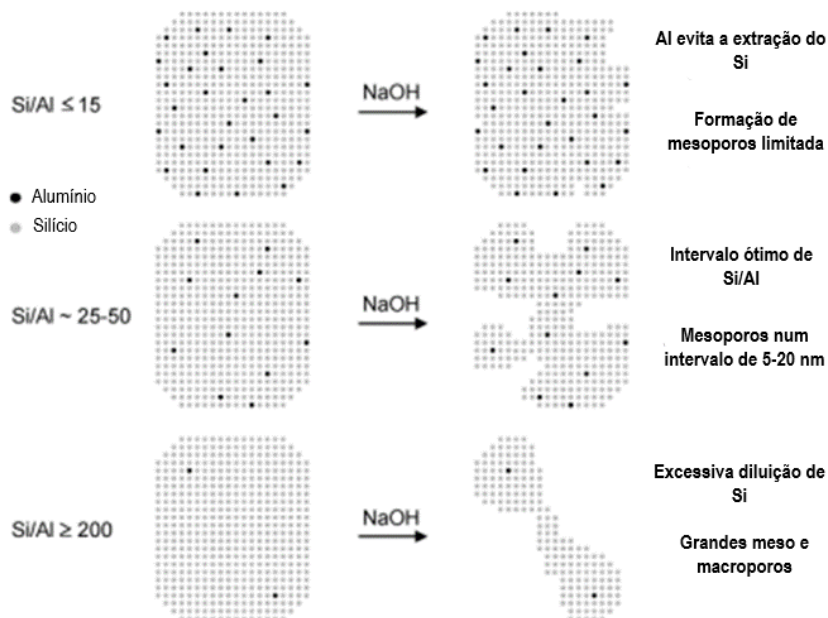 Si/Al ≤ 15
NaOH
Al evita a extração do
Si
Formação de
mesoporos limitada
Alumínio
Silício
Si/Al ~ 25-50
NaOH
Intervalo ótimo de
Si/Al
Mesoporos num
intervalo de 5-20 nm
Si/Al ≥ 200
NaOH
Excessiva diluição de
Si
Grandes meso e
macroporos